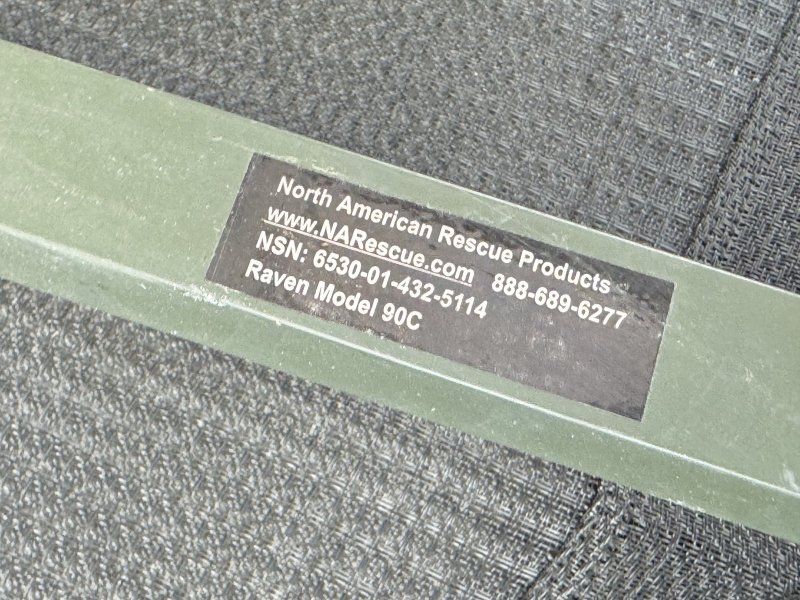 North American Rescue Products
www.NARescue.com 888-689-6277
NSN: 6530-01-432-5114
Raven Model 90C